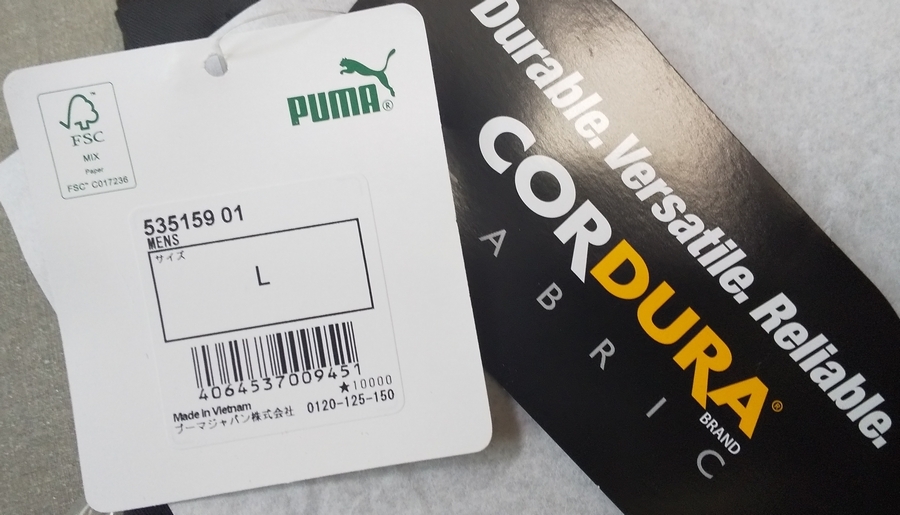 FSC
MIX
Paper
FSC™ C017236
PUMA®
535159 01
MENS
サイズ
L
4064537009451
★10000
Made in Vietnam
プーマジャパン株式会社 0120-125-150
Durable. Versatile. Reliable.
CORDURA®
BRAND
A B R I C